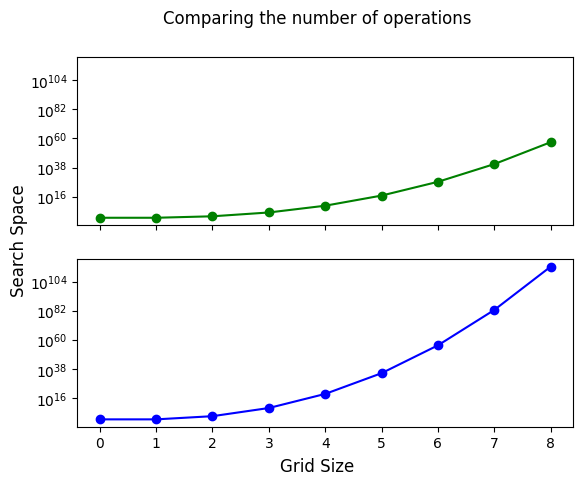 Comparing the number of operations
10^104
10^82
10^60
10^38
10^16
Search Space
10^104
10^82
10^60
10^38
10^16
0 1 2 3 4 5 6 7 8
Grid Size